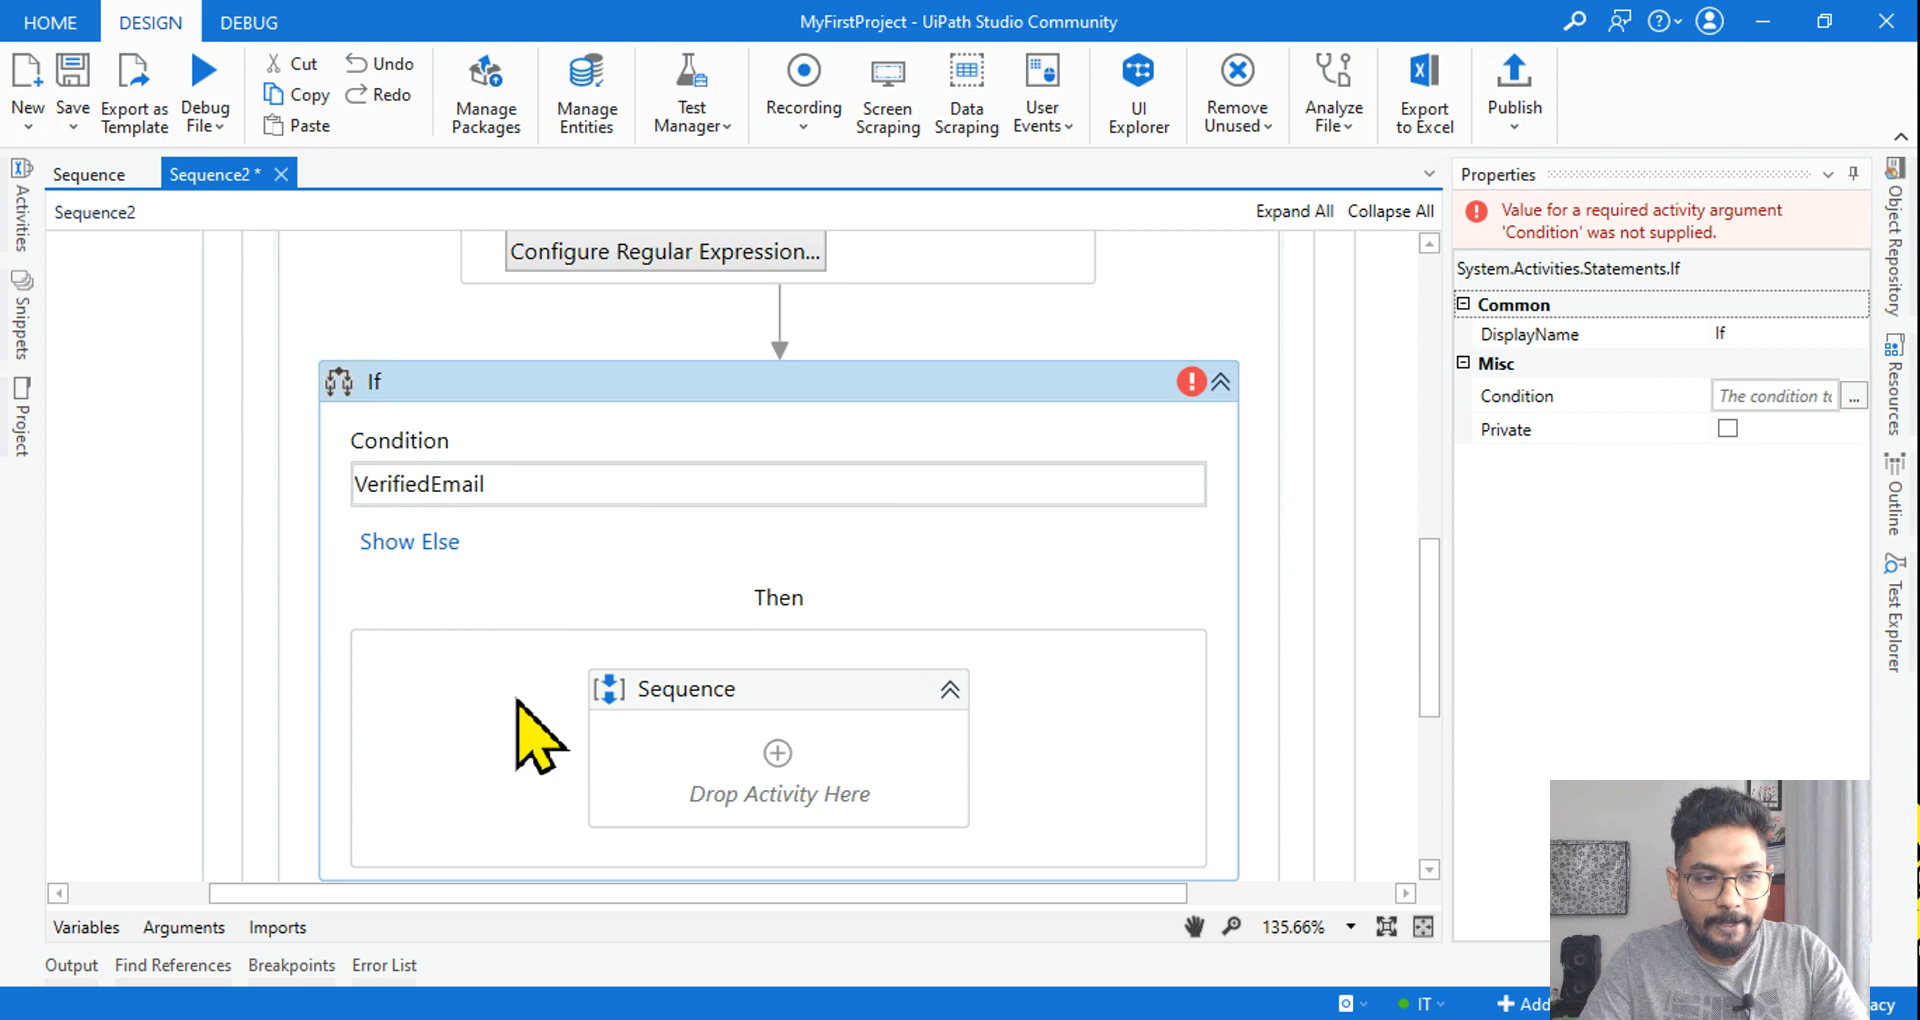 HOME DESIGN DEBUG MyFirstProject - UiPath Studio Community
New Save Export as Template Debug File Cut Copy Paste Undo Redo Manage Packages Manage Entities Test Manager Recording Screen Scraping Data Scraping User Events UI Explorer Remove Unused Analyze File Export to Excel Publish
Sequence Sequence2 *
Sequence2 Expand All Collapse All
Activities
Snippets
Project
Configure Regular Expression...
If
Condition
VerifiedEmail
Show Else
Then
Sequence
Drop Activity Here
Properties
Value for a required activity argument
'Condition' was not supplied.
System.Activities.Statements.If
Common
DisplayName If
Misc
Condition The condition to ...
Private
Object Repository
Resources
Outline
Test Explorer
Variables Arguments Imports 135.66%
Output Find References Breakpoints Error List
IT Add